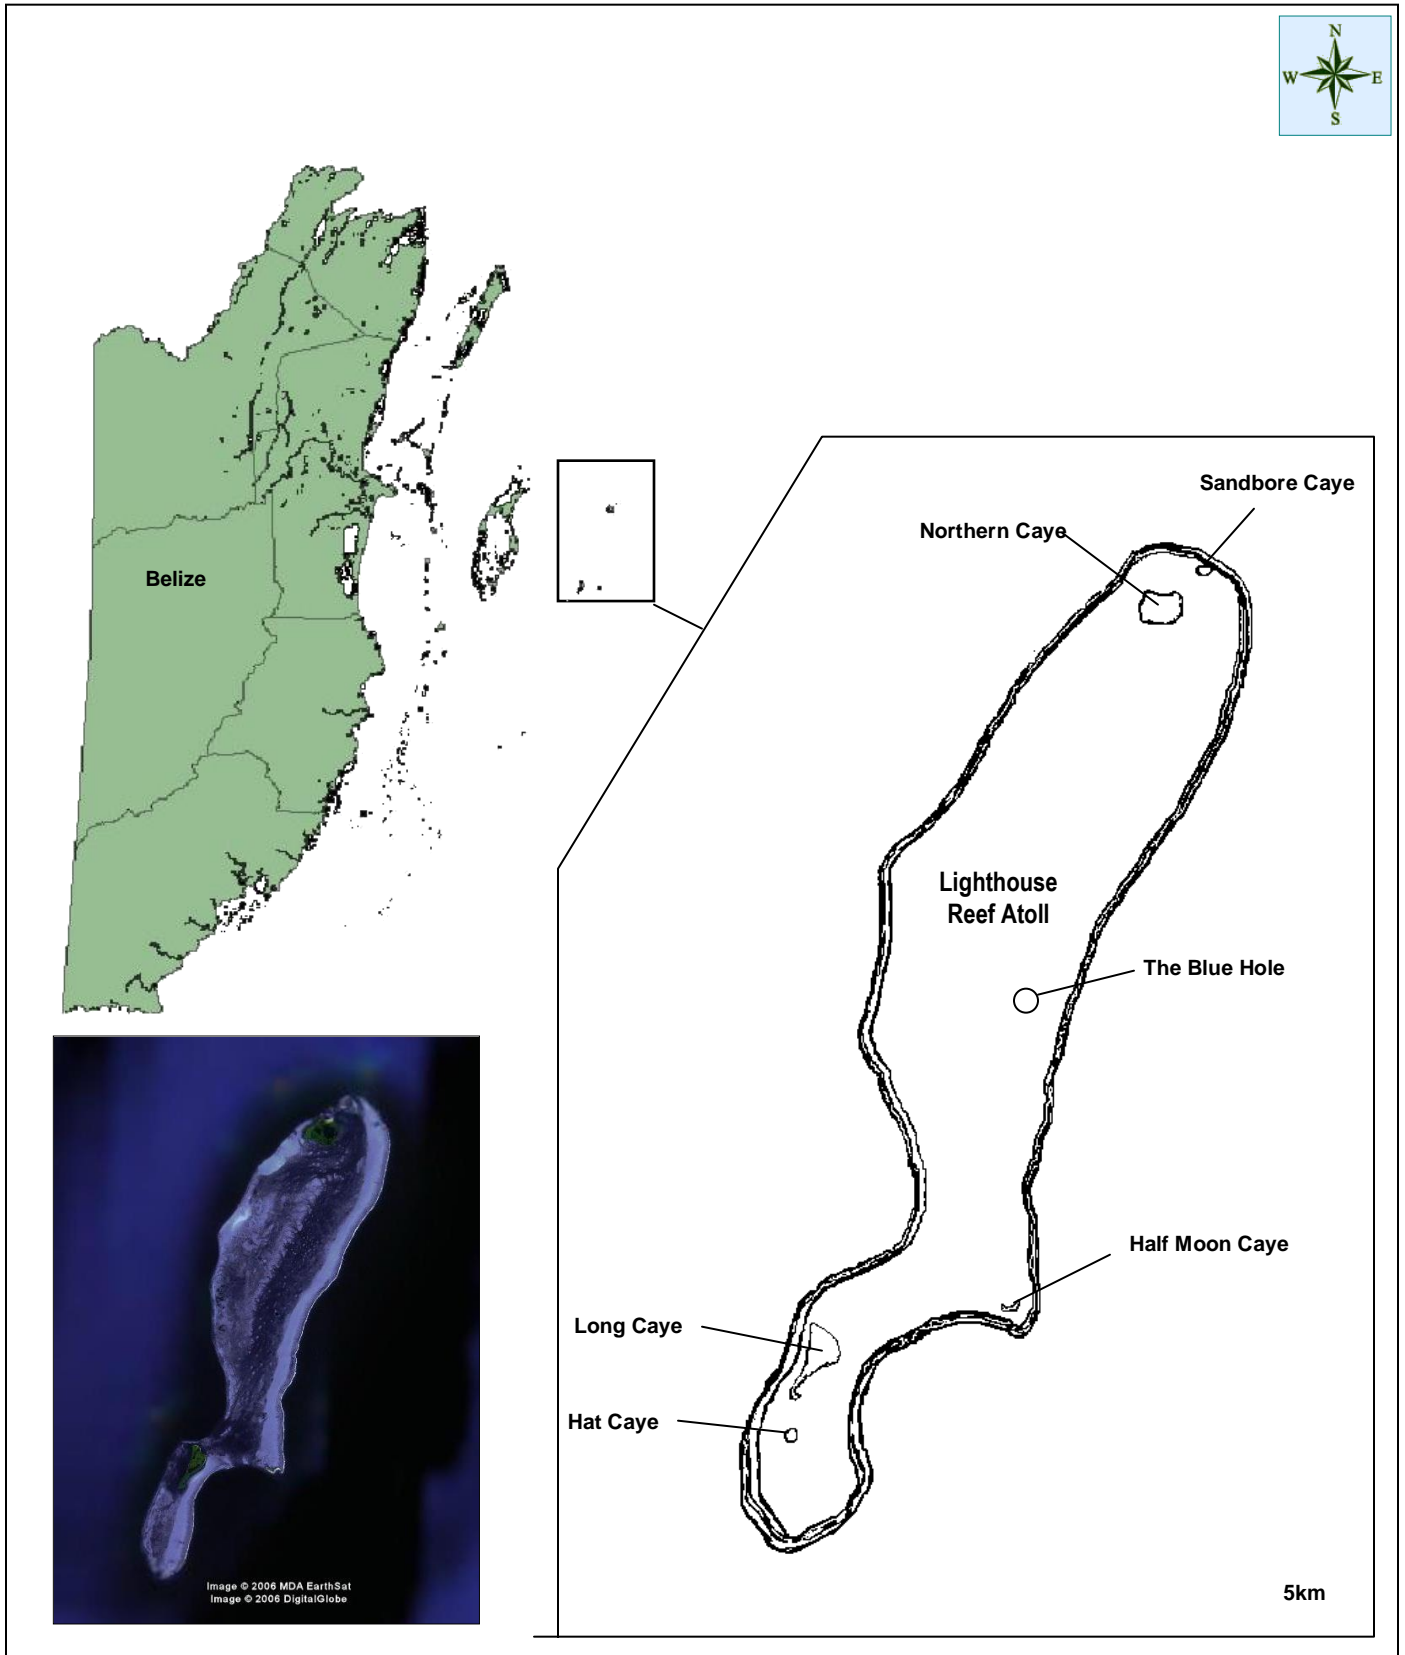 N
W
E
S
Sandbore Caye
Northern Caye
Belize
Lighthouse
Reef Atoll
The Blue Hole
Half Moon Caye
Long Caye
Hat Caye
Image © 2006 MDA EarthSat
Image © 2006 DigitalGlobe
5km